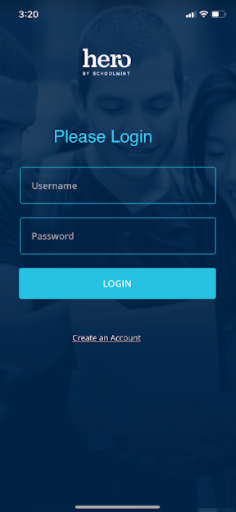 3:20
hero
BY SCHOOLMINT
Please Login
Username
Password
LOGIN
Create an Account